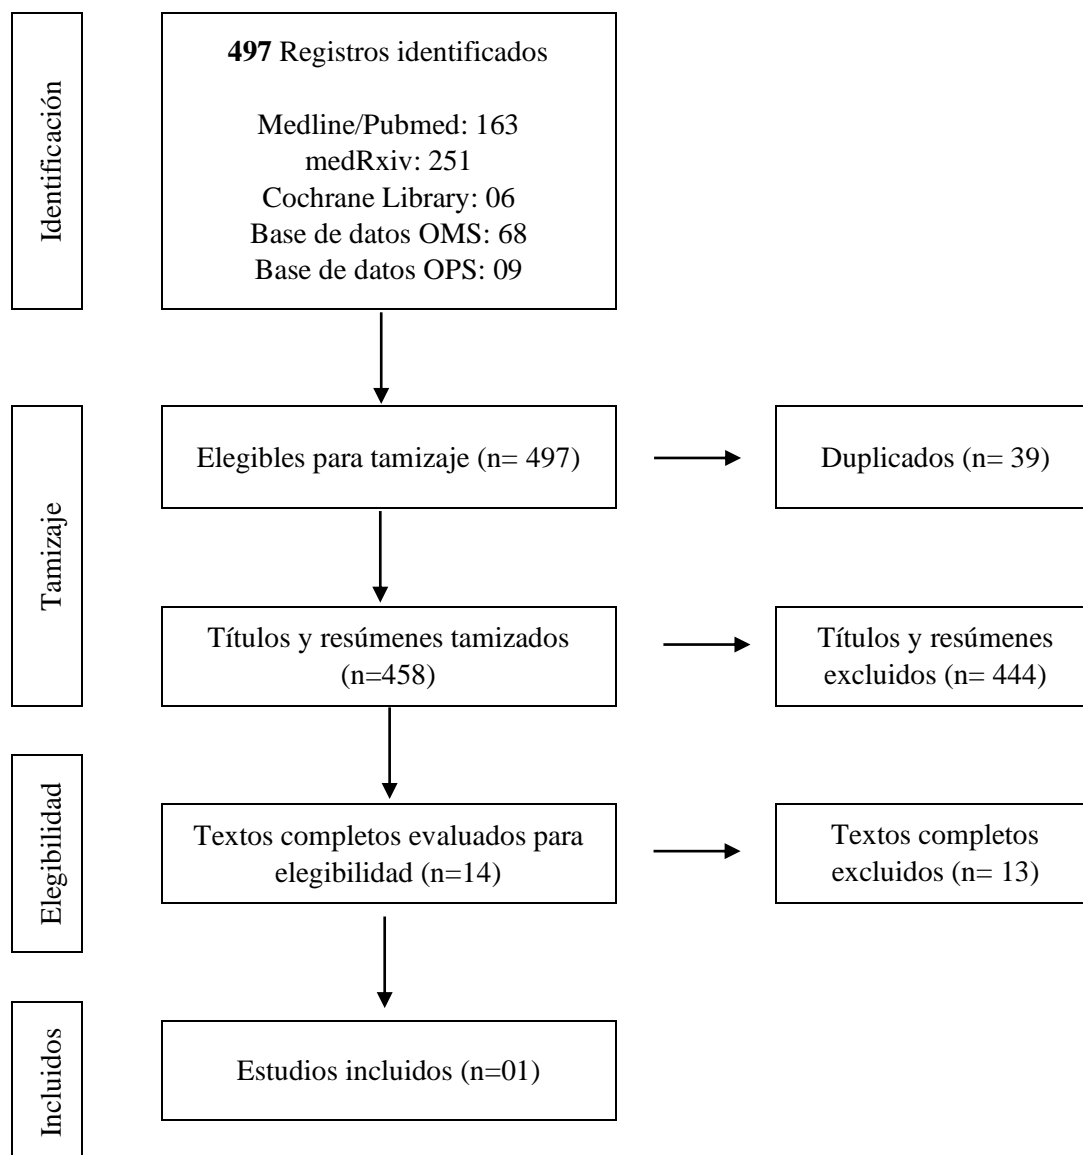 Identificación
497 Registros identificados
Medline/Pubmed: 163
medRxiv: 251
Cochrane Library: 06
Base de datos OMS: 68
Base de datos OPS: 09
Tamizaje
Elegibles para tamizaje (n= 497)
Duplicados (n= 39)
Títulos y resúmenes tamizados
(n=458)
Títulos y resúmenes
excluidos (n= 444)
Elegibilidad
Textos completos evaluados para
elegibilidad (n=14)
Textos completos
excluidos (n= 13)
Incluidos
Estudios incluidos (n=01)